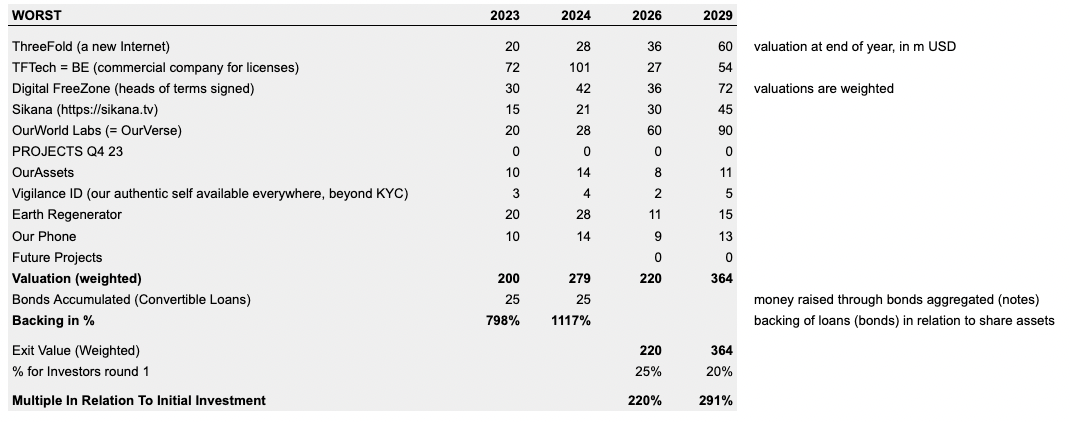 WORST 2023 2024 2026 2029
ThreeFold (a new Internet) 20 28 36 60 valuation at end of year, in m USD
TFTech = BE (commercial company for licenses) 72 101 27 54
Digital FreeZone (heads of terms signed) 30 42 36 72 valuations are weighted
Sikana (https://sikana.tv) 15 21 30 45
OurWorld Labs (= OurVerse) 20 28 60 90
PROJECTS Q4 23 0 0 0 0
OurAssets 10 14 8 11
Vigilance ID (our authentic self available everywhere, beyond KYC) 3 4 2 5
Earth Regenerator 20 28 11 15
Our Phone 10 14 9 13
Future Projects 0 0
Valuation (weighted) 200 279 220 364
Bonds Accumulated (Convertible Loans) 25 25 money raised through bonds aggregated (notes)
Backing in % 798% 1117% backing of loans (bonds) in relation to share assets
Exit Value (Weighted) 220 364
% for Investors round 1 25% 20%
Multiple In Relation To Initial Investment 220% 291%